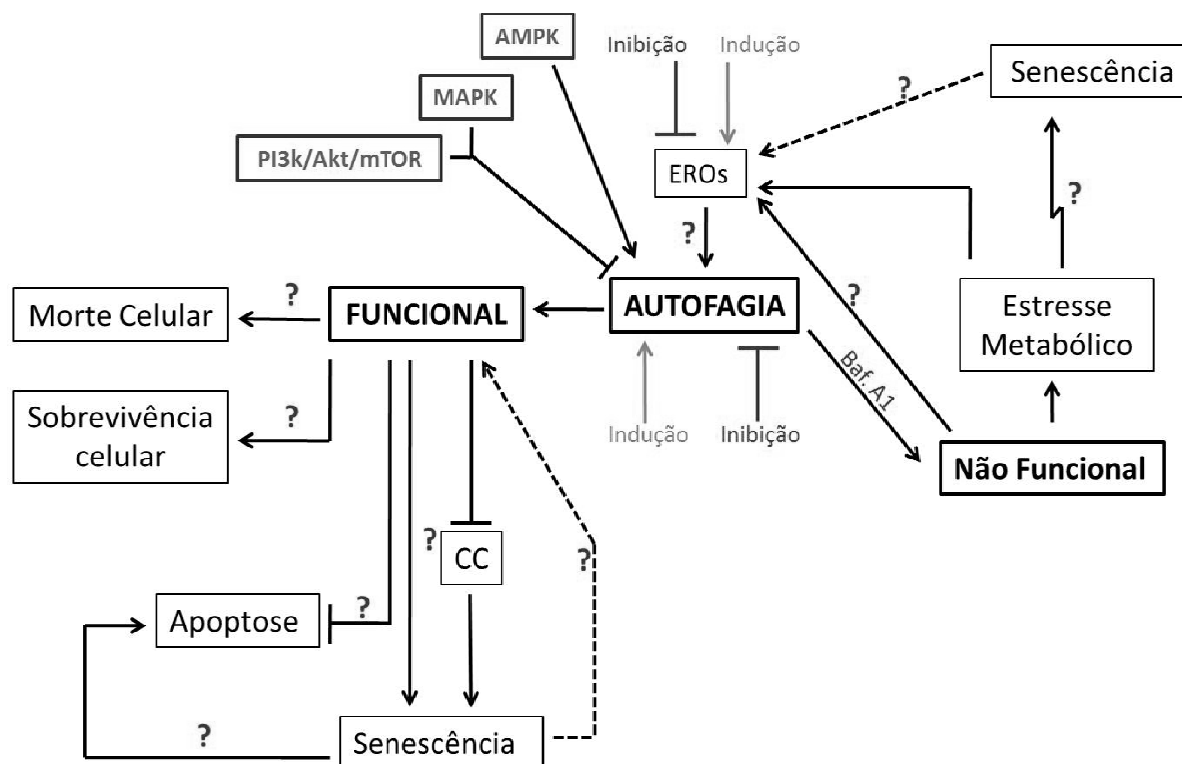 AMPK
Inibição
Indução
Senescência
?
MAPK
PI3k/Akt/mTOR
EROs
?
?
Morte Celular
?
FUNCIONAL
AUTOFAGIA
?
Estresse
Metabólico
Baf. A1
Sobrevivência
celular
?
Indução
Inibição
Não Funcional
?
CC
?
Apoptose
?
?
Senescência